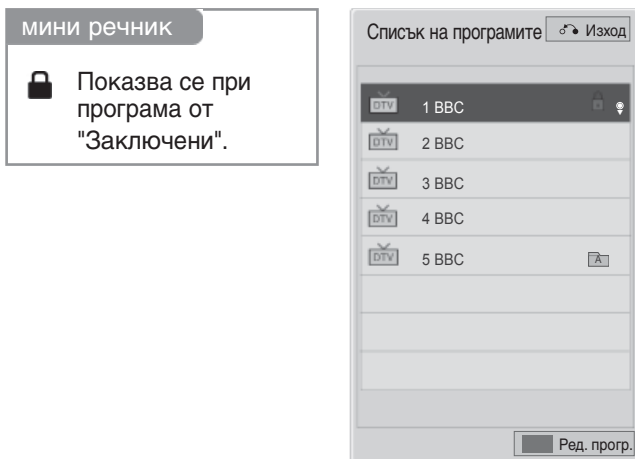 мини речник
Показва се при
програма от
"Заключени".
Списък на програмите
Изход
DTV 1 BBC
DTV 2 BBC
DTV 3 BBC
DTV 4 BBC
DTV 5 BBC A
Ред. прогр.